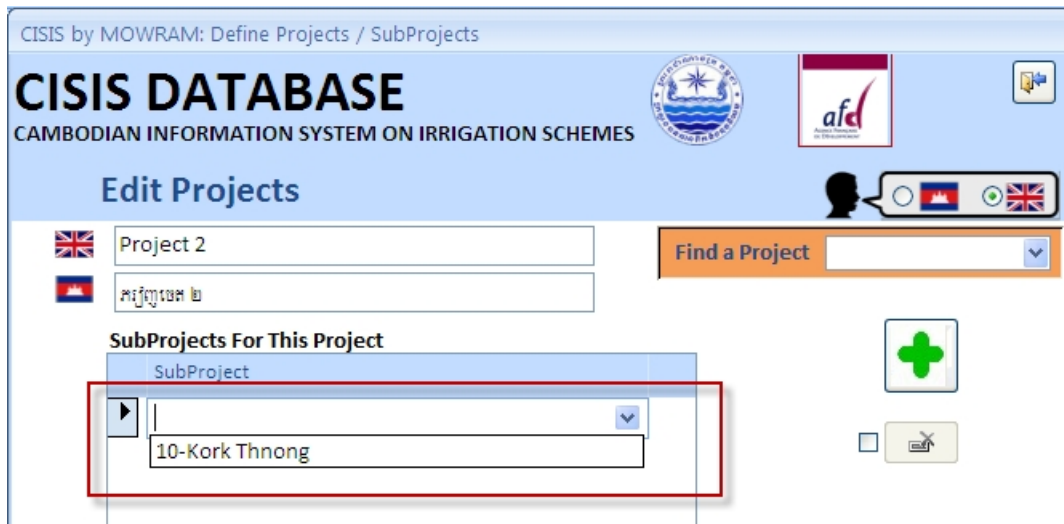 CISIS by MOWRAM: Define Projects / SubProjects
CISIS DATABASE
CAMBODIAN INFORMATION SYSTEM ON IRRIGATION SCHEMES
afd
Edit Projects
Project 2
Find a Project
២
SubProjects For This Project
SubProject
10-Kork Thnong